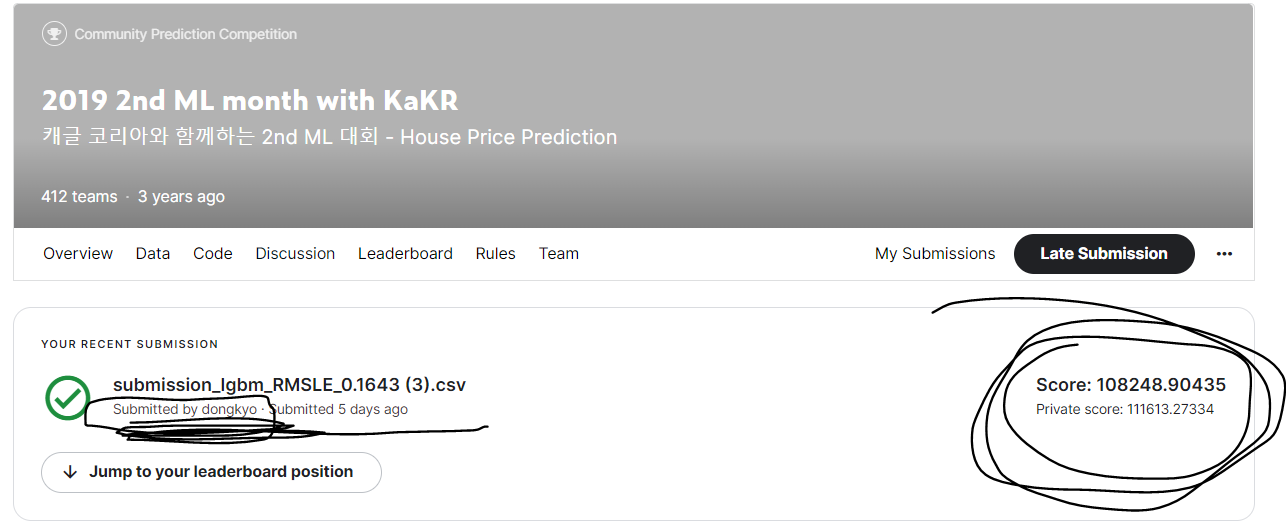 Community Prediction Competition
2019 2nd ML month with KaKR
캐글 코리아와 함께하는 2nd ML 대회 - House Price Prediction
412 teams · 3 years ago
Overview Data Code Discussion Leaderboard Rules Team My Submissions Late Submission ...
YOUR RECENT SUBMISSION
submission_lgbm_RMSLE_0.1643 (3).csv
Submitted by dongkyo · Submitted 5 days ago
Score: 108248.90435
Private score: 111613.27334
Jump to your leaderboard position